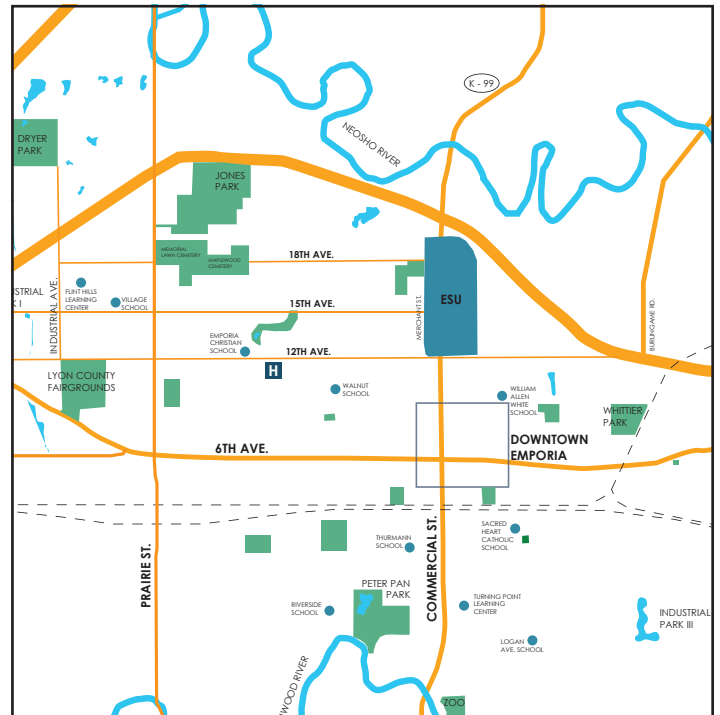 K - 99
NEOSHO RIVER
DRYER
PARK
JONES
PARK
MEMORIAL
LAWN CEMETERY
MAPLEWOOD
CEMETERY
18TH AVE.
INDUSTRIAL AVE.
FLINT HILLS
LEARNING
CENTER
VILLAGE
SCHOOL
STRIAL
K I
15TH AVE.
MERCHANT ST.
ESU
BURLINGAME RD.
EMPORIA
CHRISTIAN
SCHOOL
12TH AVE.
H
LYON COUNTY
FAIRGROUNDS
WALNUT
SCHOOL
WILLIAM
ALLEN
WHITE
SCHOOL
WHITTIER
PARK
6TH AVE.
DOWNTOWN
EMPORIA
PRAIRIE ST.
COMMERCIAL ST.
THURMANN
SCHOOL
SACRED
HEART
CATHOLIC
SCHOOL
PETER PAN
PARK
RIVERSIDE
SCHOOL
TURNING POINT
LEARNING
CENTER
LOGAN
AVE. SCHOOL
INDUSTRIAL
PARK III
WOOD RIVER
ZOO